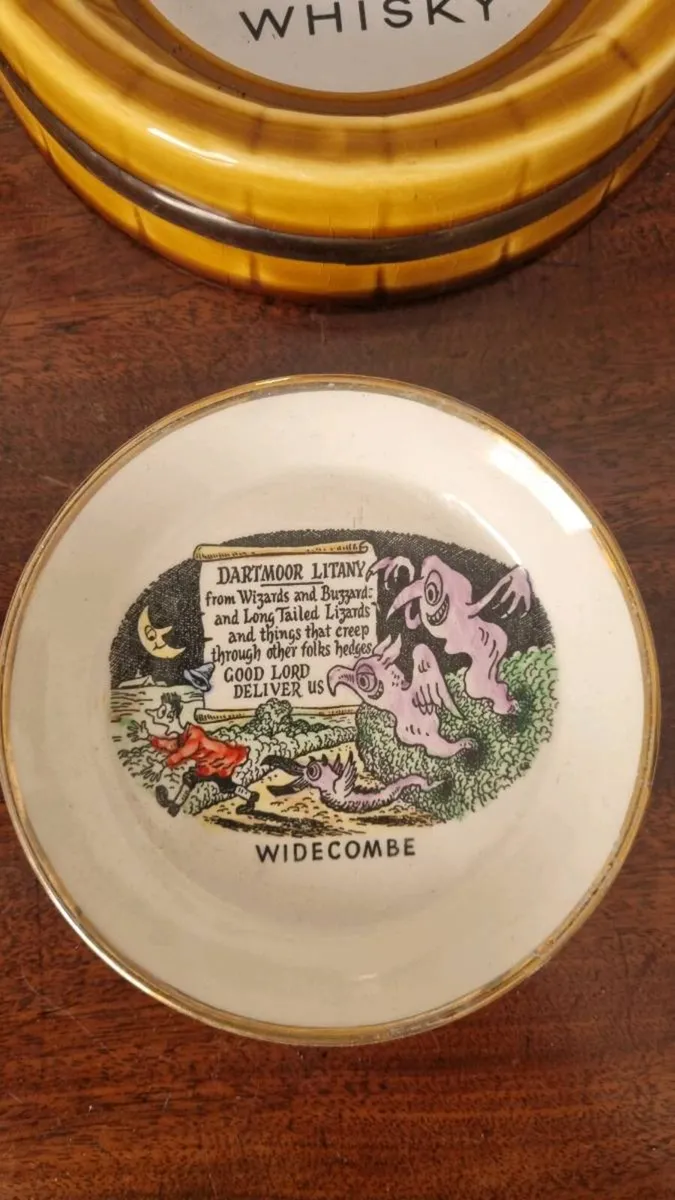 WHISKY
DARTMOOR LITANY
from Wizards and Buzzards
and Long Tailed Lizards
and things that creep
through other folks hedges
GOOD LORD
DELIVER US
WIDECOMBE